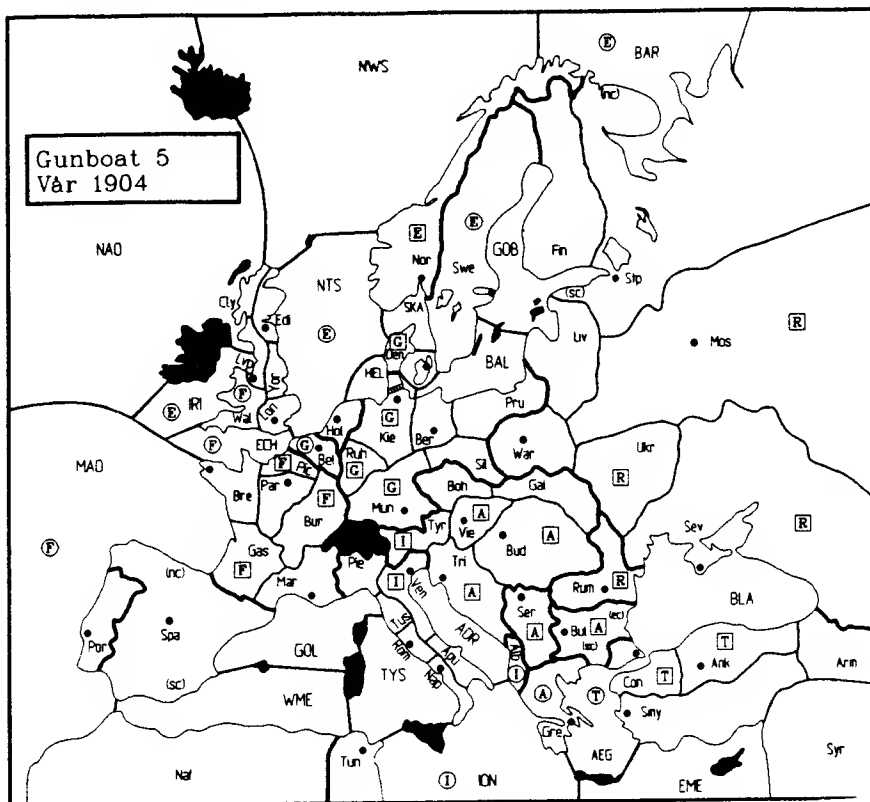 Gunboat 5
Vår 1904
NWS
E
BAR
(nc)
NAO
NTS
E
Nor
E
Swe
GOB
Fin
Stp
(sc)
Cly
Edi
E
SKA
G
Den
BAL
Liv
Mos
R
Lvp
Yor
HEL
IRI
E
F
Wal
Lon
Hol
G
Kie
Ber
Pru
War
Ukr
R
F
ECH
G
Bel
Ruh
G
Sil
MAO
F
Pic
Par
G
Mun
Boh
Gal
Bre
F
Bur
Tyr
A
Vie
A
Bud
Sev
R
F
F
Gas
Pie
I
Tri
Rum
R
(nc)
Mar
I
Ven
A
Ser
BLA
Por
Spa
GOL
Tus
ADR
A
Bul
A
(ec)
(sc)
T
Ank
Arm
Rom
Apu
Alb
Con
T
(sc)
WME
TYS
Nap
I
A
T
Smy
Gre
Naf
Tun
AEG
Syr
I
ION
EME